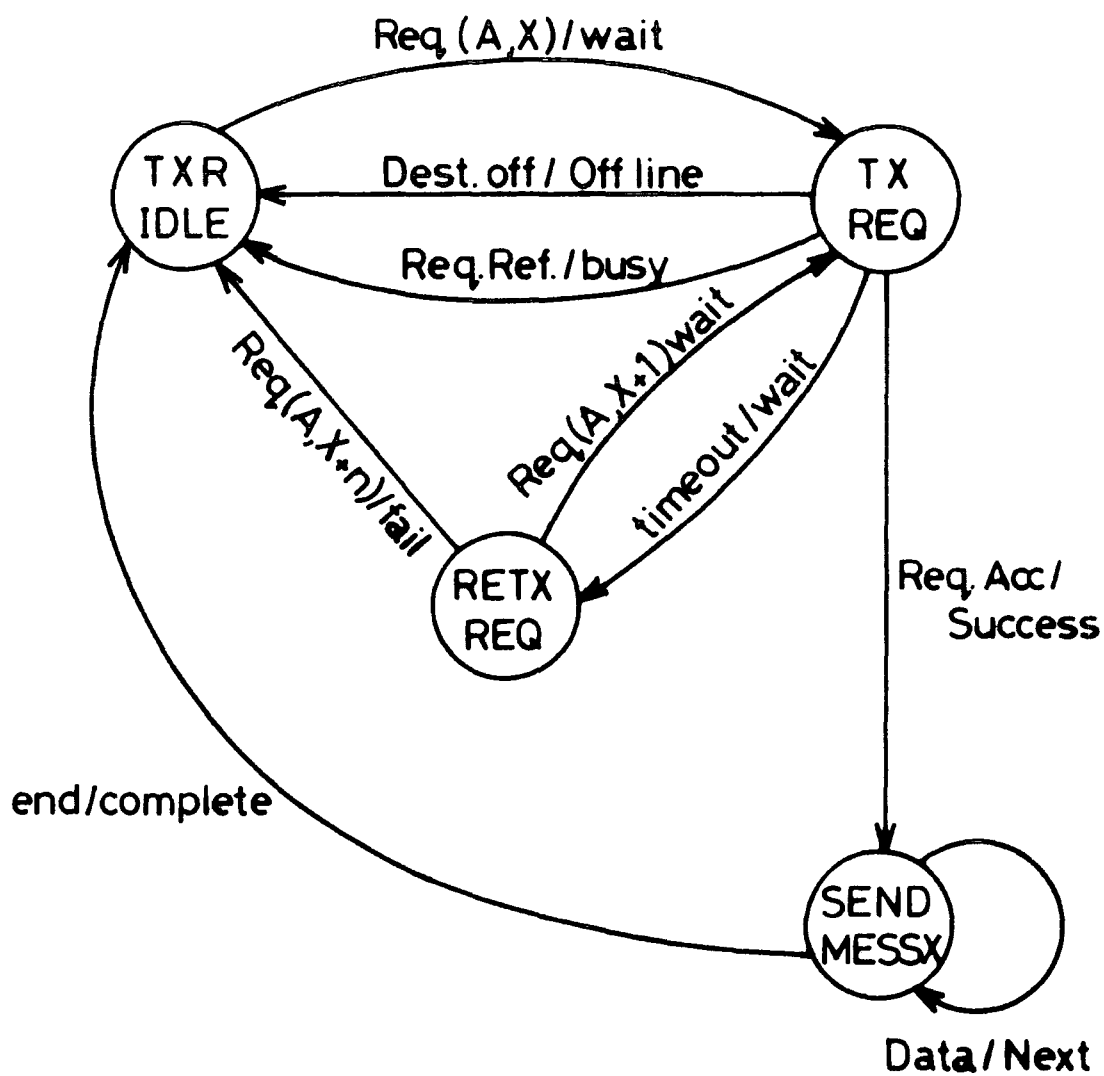 Req.(A,X)/wait
TXR
IDLE
Dest. off / Off line
TX
REQ
Req.Ref./busy
Req(A,X+n)/fail
Req(A,X+1)wait
timeout/wait
RETX
REQ
Req. Acc/
Success
end/complete
SEND
MESSX
Data/Next